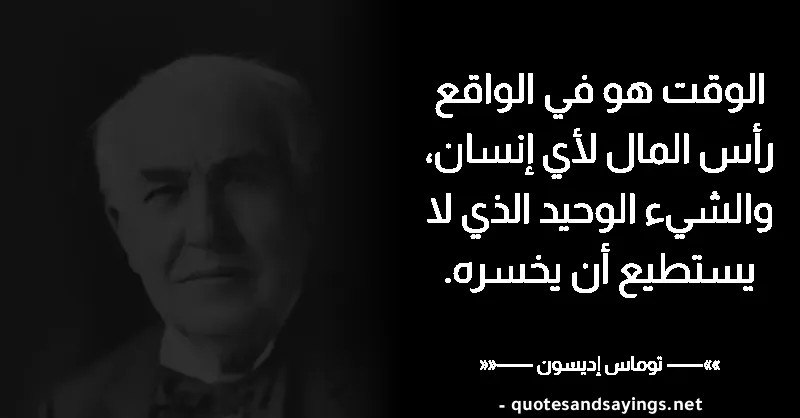 الوقت هو في الواقع
رأس المال لأي إنسان،
والشيء الوحيد الذي لا
يستطيع أن يخسره.
»»—— توماس إديسون ——««
- quotesandsayings.net